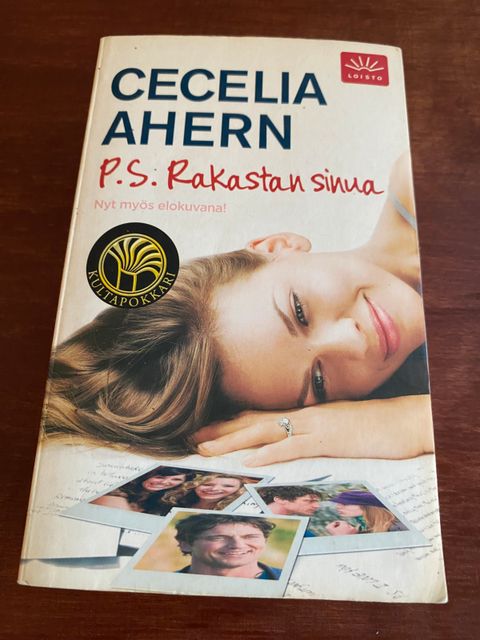 LOISTO
CECELIA
AHERN
P.S. Rakastan sinua
Nyt myös elokuvana!
KULTAPOKKARI